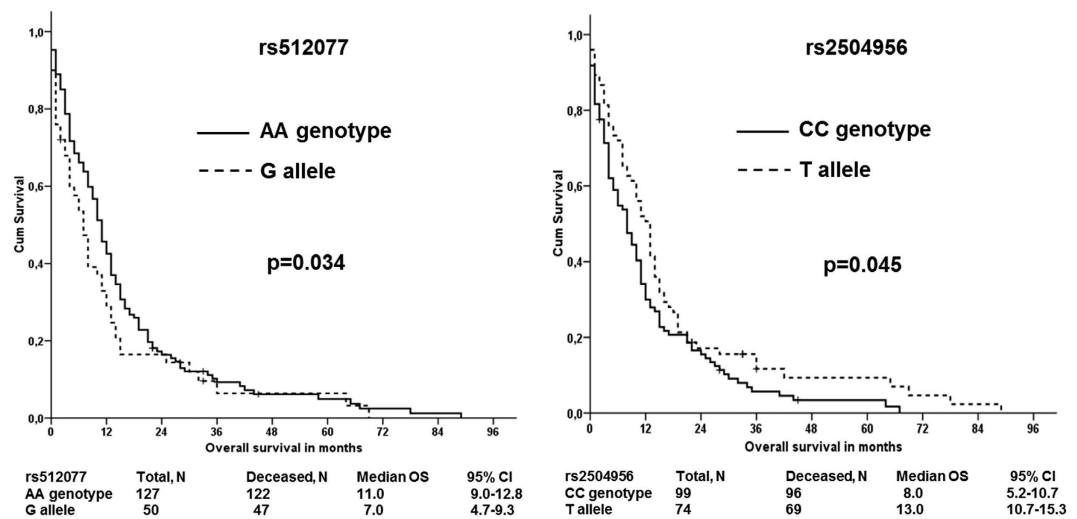 rs512077
AA genotype
G allele
p=0.034
Cum Survival
1,0
0,8
0,6
0,4
0,2
0,0
0 12 24 36 48 60 72 84 96
Overall survival in months
rs512077 Total, N Deceased, N Median OS 95% CI
AA genotype 127 122 11.0 9.0-12.8
G allele 50 47 7.0 4.7-9.3
rs2504956
CC genotype
T allele
p=0.045
Cum Survival
1,0
0,8
0,6
0,4
0,2
0,0
0 12 24 36 48 60 72 84 96
Overall survival in months
rs2504956 Total, N Deceased, N Median OS 95% CI
CC genotype 99 96 8.0 5.2-10.7
T allele 74 69 13.0 10.7-15.3